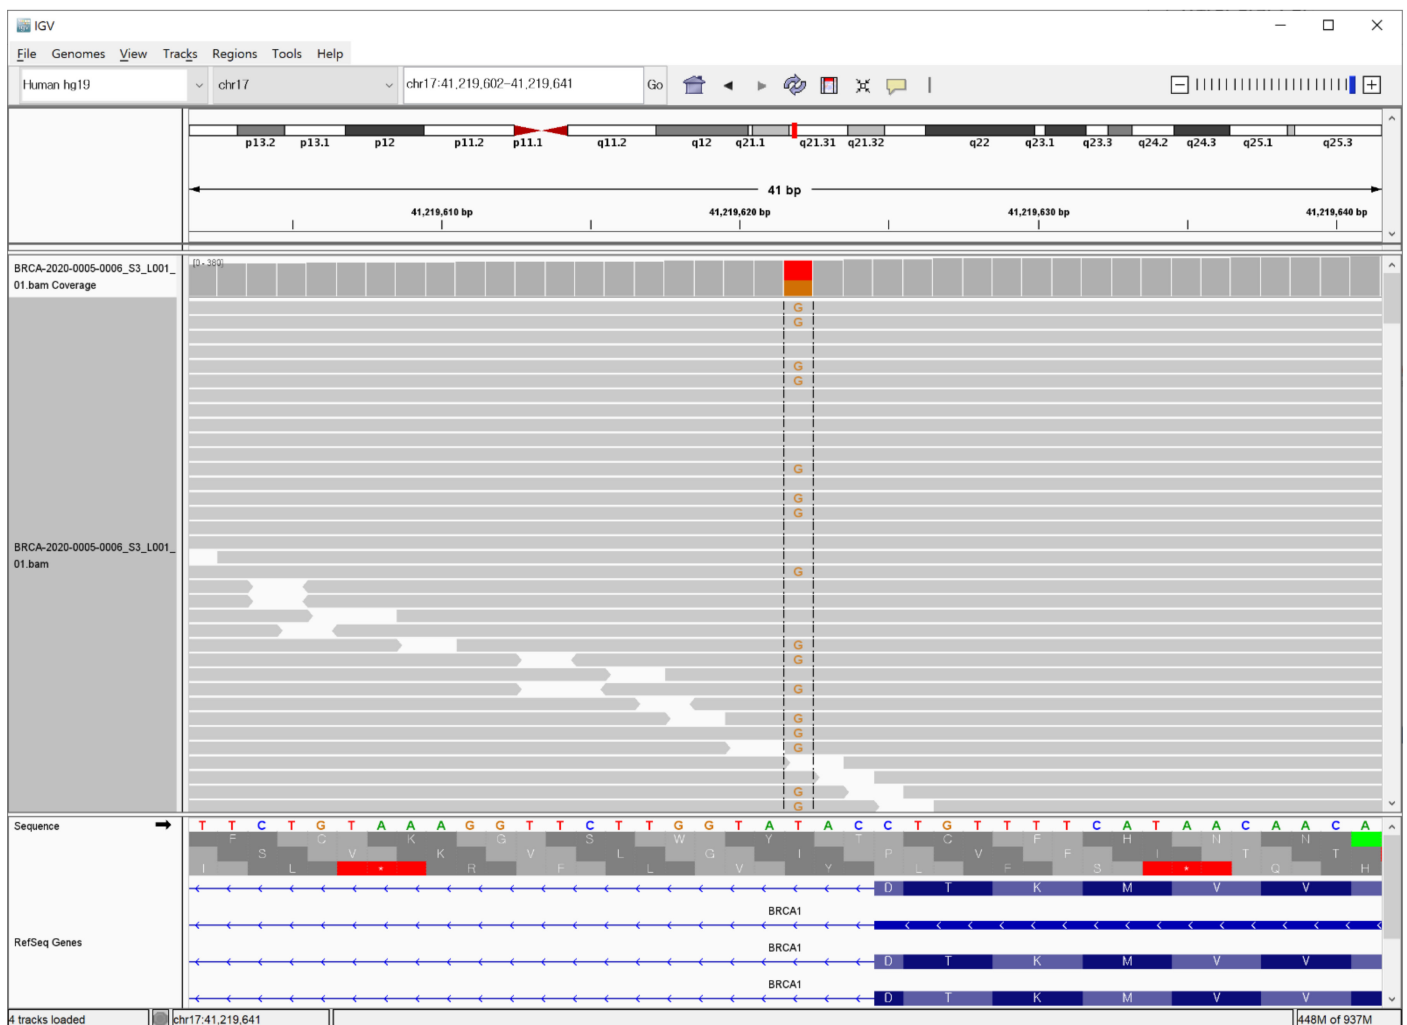 IGV
File Genomes View Tracks Regions Tools Help
Human hg19 chr17 chr17:41,219,602-41,219,641 Go
p13.2 p13.1 p12 p11.2 p11.1 q11.2 q12 q21.1 q21.31 q21.32 q22 q23.1 q23.3 q24.2 q24.3 q25.1 q25.3
41 bp
41,219,610 bp 41,219,620 bp 41,219,630 bp 41,219,640 bp
BRCA-2020-0005-0006_S3_L001_
01.bam Coverage
[0 - 380]
G
G
G
G
G
G
G
BRCA-2020-0005-0006_S3_L001_
01.bam
G
G
G
G
G
G
G
G
G
Sequence T T C T G T A A A G G T T C T T G G T A T A C C T G T T T T C A T A A C A A C A
F C K G S W Y T C F H N N
S V K V L G I P V F I T T
I L * R F L V Y L S * Q H
D T K M V V
BRCA1
BRCA1
RefSeq Genes
D T K M V V
BRCA1
D T K M V V
4 tracks loaded chr17:41,219,641 448M of 937M